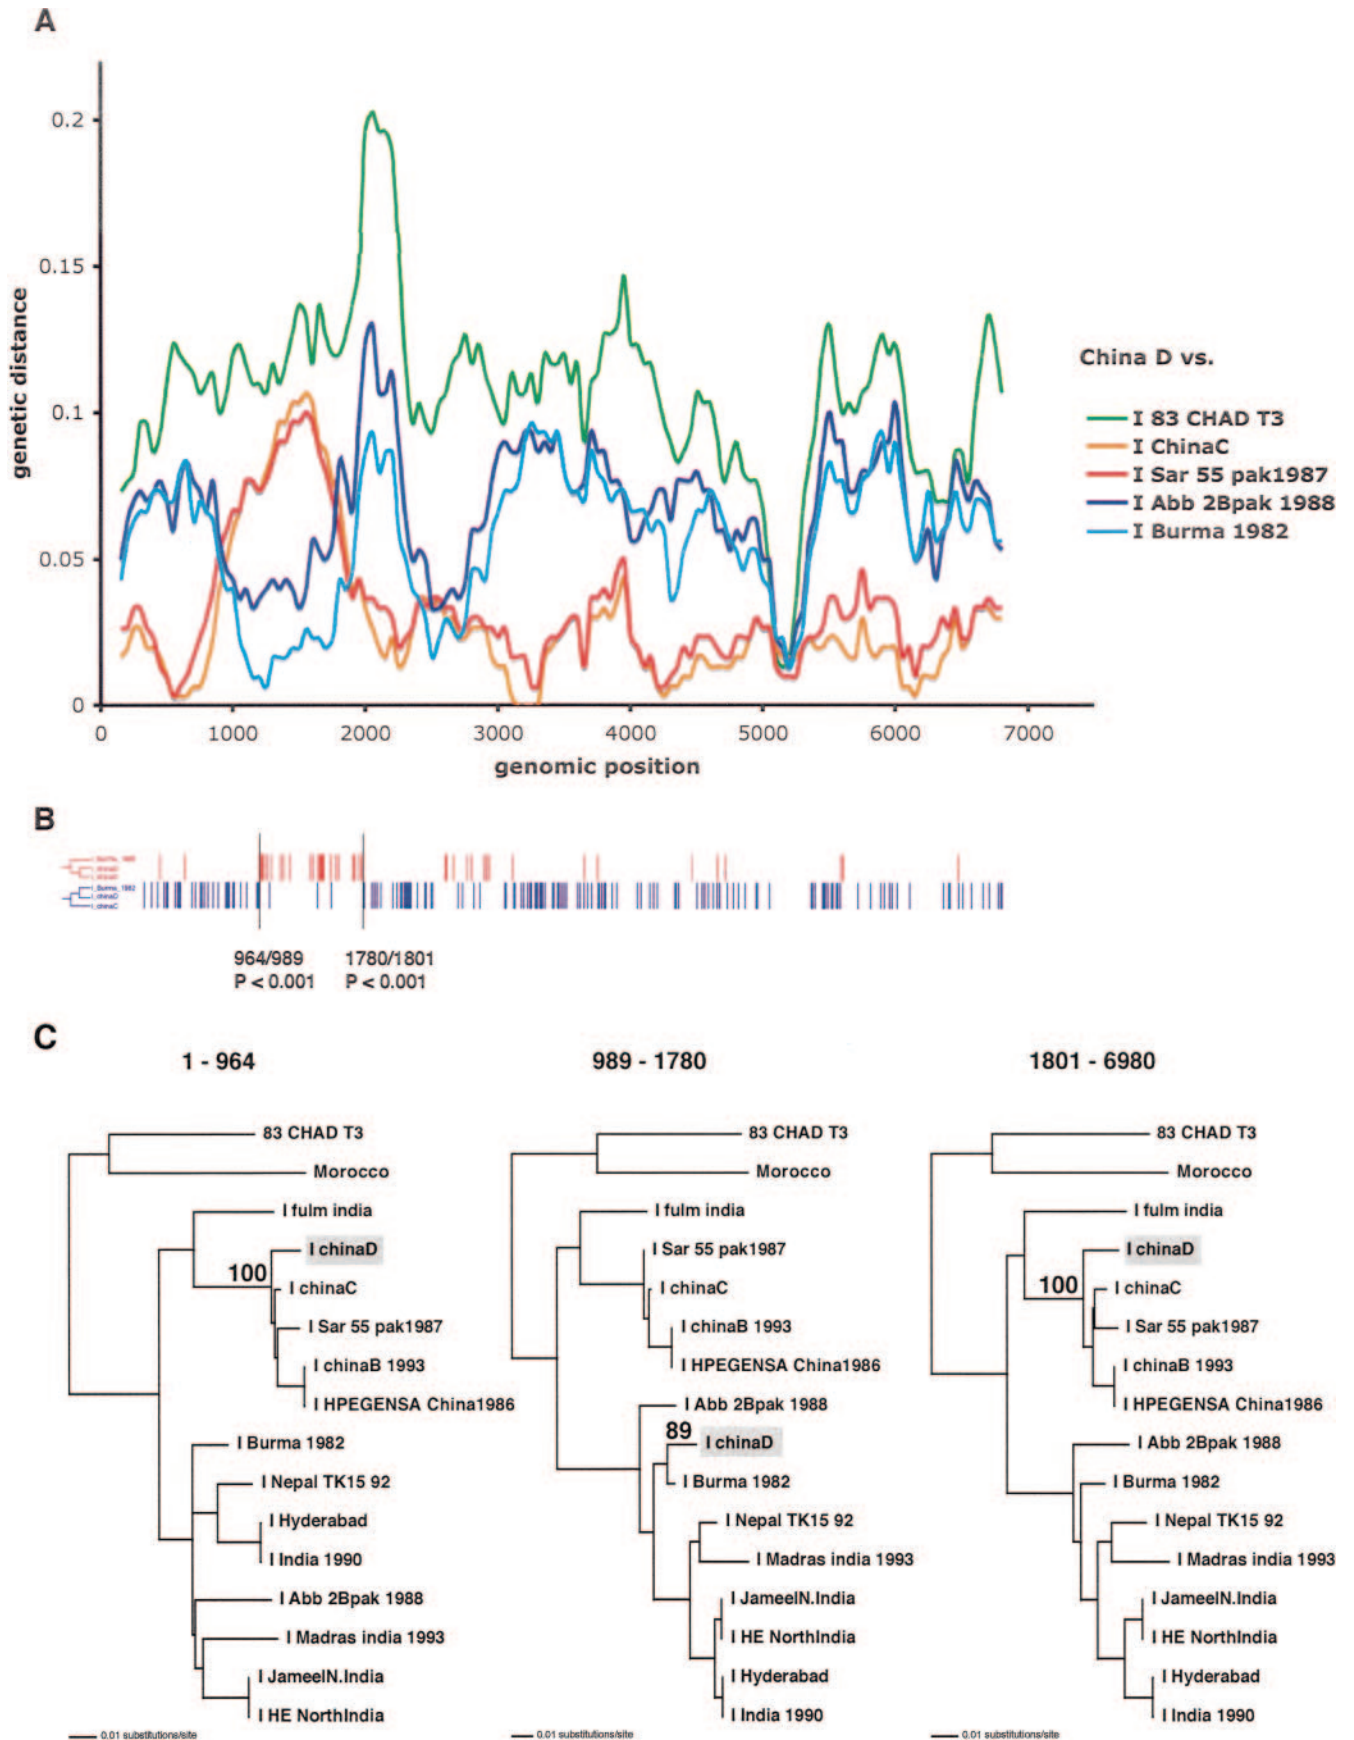 A
0.2
0.15
0.1
0.05
0
genetic distance
0 1000 2000 3000 4000 5000 6000 7000
genomic position
China D vs.
I 83 CHAD T3
I ChinaC
I Sar 55 pak1987
I Abb 2Bpak 1988
I Burma 1982
B
I_Burma_1982
I_chinaD
I_chinaC
964/989
P < 0.001
1780/1801
P < 0.001
C
1 - 964
83 CHAD T3
Morocco
I fulm india
I chinaD
100
I chinaC
I Sar 55 pak1987
I chinaB 1993
I HPEGENSA China1986
I Burma 1982
I Nepal TK15 92
I Hyderabad
I India 1990
I Abb 2Bpak 1988
I Madras india 1993
I JameelN.India
I HE NorthIndia
0.01 substitutions/site
989 - 1780
83 CHAD T3
Morocco
I fulm india
I Sar 55 pak1987
I chinaC
I chinaB 1993
I HPEGENSA China1986
I Abb 2Bpak 1988
89
I chinaD
I Burma 1982
I Nepal TK15 92
I Madras india 1993
I JameelN.India
I HE NorthIndia
I Hyderabad
I India 1990
0.01 substitutions/site
1801 - 6980
83 CHAD T3
Morocco
I fulm india
I chinaD
100
I chinaC
I Sar 55 pak1987
I chinaB 1993
I HPEGENSA China1986
I Abb 2Bpak 1988
I Burma 1982
I Nepal TK15 92
I Madras india 1993
I JameelN.India
I HE NorthIndia
I Hyderabad
I India 1990
0.01 substitutions/site